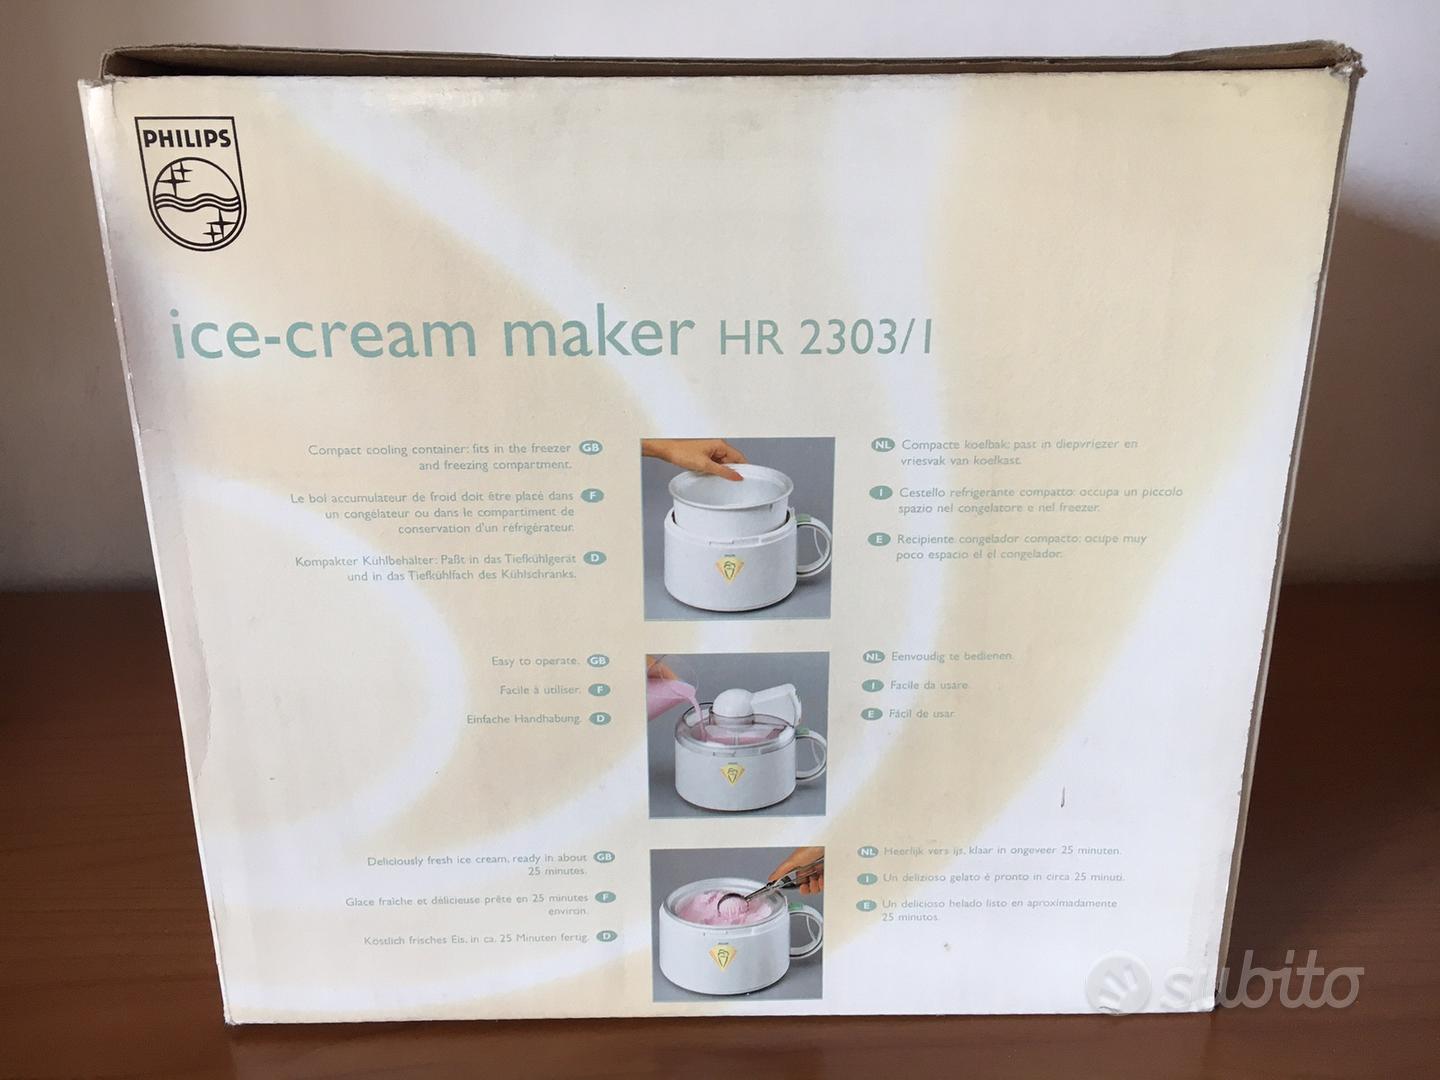 PHILIPS
ice-cream maker HR 2303/1
Compact cooling container: fits in the freezer GB
and freezing compartment.
Le bol accumulateur de froid doit être placé dans F
un congélateur ou dans le compartiment de
conservation d'un réfrigérateur.
Kompakter Kühlbehälter: Paßt in das Tiefkühlgerät D
und in das Tiefkühlfach des Kühlschranks.
NL Compacte koelbak: past in diepvriezer en
vriesvak van koelkast.
I Cestello refrigerante compatto: occupa un piccolo
spazio nel congelatore e nel freezer.
E Recipiente congelador compacto: ocupe muy
poco espacio el el congelador.
Easy to operate. GB
Facile à utiliser. F
Einfache Handhabung. D
NL Eenvoudig te bedienen.
I Facile da usare.
E Fácil de usar.
Deliciously fresh ice cream, ready in about GB
25 minutes.
Glace fraîche et délicieuse prête en 25 minutes F
environ.
Köstlich frisches Eis, in ca. 25 Minuten fertig. D
NL Heerlijk vers ijs, klaar in ongeveer 25 minuten.
I Un delizioso gelato è pronto in circa 25 minuti.
E Un delicioso helado listo en aproximadamente
25 minutos.
subito